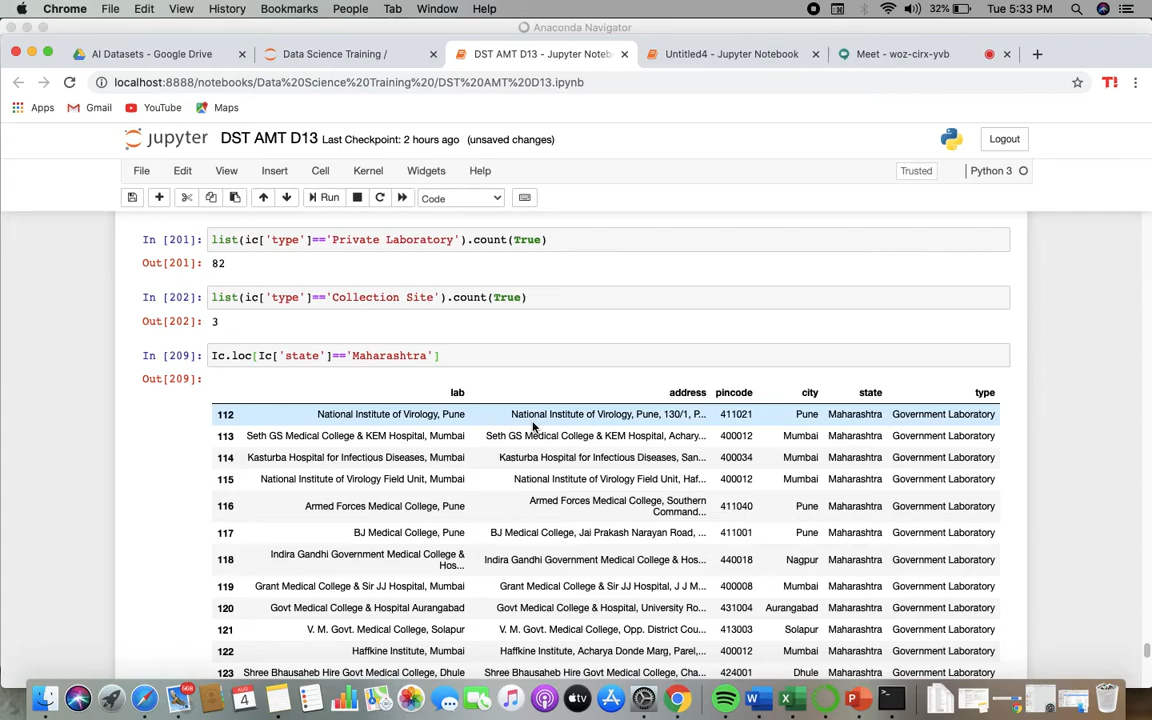 Chrome File Edit View History Bookmarks People Tab Window Help 32% Tue 5:33 PM
Anaconda Navigator
AI Datasets - Google Drive × Data Science Training / × DST AMT D13 - Jupyter Noteb × Untitled4 - Jupyter Notebook × Meet - woz-cirx-yvb ×
localhost:8888/notebooks/Data%20Science%20Training%20/DST%20AMT%20D13.ipynb
Apps Gmail YouTube Maps
jupyter DST AMT D13 Last Checkpoint: 2 hours ago (unsaved changes) Logout
File Edit View Insert Cell Kernel Widgets Help Trusted Python 3
Run Code
In [201]: list(ic['type']=='Private Laboratory').count(True)
Out[201]: 82
In [202]: list(ic['type']=='Collection Site').count(True)
Out[202]: 3
In [209]: Ic.loc[Ic['state']=='Maharashtra']
Out[209]:
lab address pincode city state type
112 National Institute of Virology, Pune National Institute of Virology, Pune, 130/1, P... 411021 Pune Maharashtra Government Laboratory
113 Seth GS Medical College & KEM Hospital, Mumbai Seth GS Medical College & KEM Hospital, Achary... 400012 Mumbai Maharashtra Government Laboratory
114 Kasturba Hospital for Infectious Diseases, Mumbai Kasturba Hospital for Infectious Diseases, San... 400034 Mumbai Maharashtra Government Laboratory
115 National Institute of Virology Field Unit, Mumbai National Institute of Virology Field Unit, Haf... 400012 Mumbai Maharashtra Government Laboratory
116 Armed Forces Medical College, Pune Armed Forces Medical College, Southern Command... 411040 Pune Maharashtra Government Laboratory
117 BJ Medical College, Pune BJ Medical College, Jai Prakash Narayan Road, ... 411001 Pune Maharashtra Government Laboratory
118 Indira Gandhi Government Medical College & Hos... Indira Gandhi Government Medical College & Hos... 440018 Nagpur Maharashtra Government Laboratory
119 Grant Medical College & Sir JJ Hospital, Mumbai Grant Medical College & Sir JJ Hospital, J J M... 400008 Mumbai Maharashtra Government Laboratory
120 Govt Medical College & Hospital Aurangabad Govt Medical College & Hospital, University Ro... 431004 Aurangabad Maharashtra Government Laboratory
121 V. M. Govt. Medical College, Solapur V. M. Govt. Medical College, Opp. District Cou... 413003 Solapur Maharashtra Government Laboratory
122 Haffkine Institute, Mumbai Haffkine Institute, Acharya Donde Marg, Parel,... 400012 Mumbai Maharashtra Government Laboratory
123 Shree Bhausaheb Hire Govt Medical College, Dhule Shree Bhausaheb Hire Govt Medical College, Cha... 424001 Dhule Maharashtra Government Laboratory